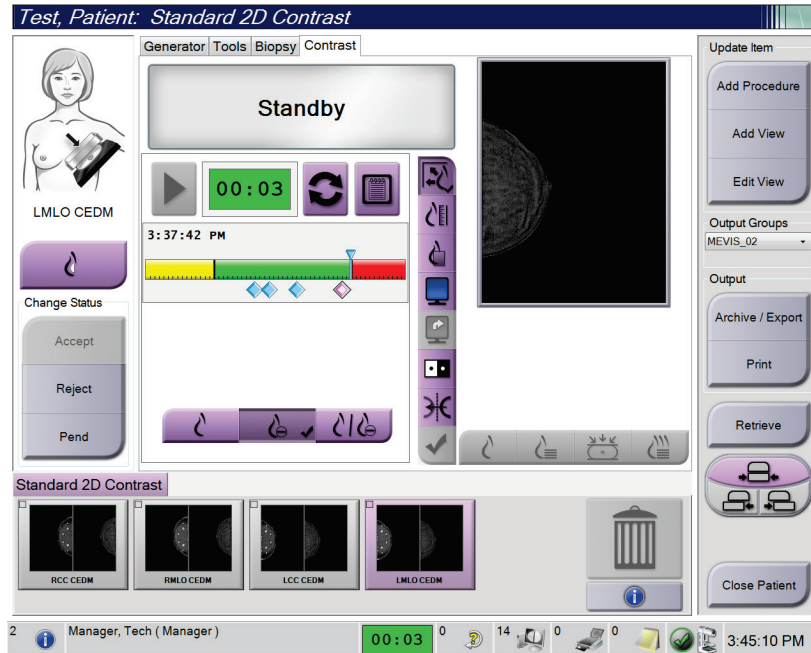 Test, Patient: Standard 2D Contrast
Generator Tools Biopsy Contrast
Standby
00:03
3:37:42 PM
LMLO CEDM
Change Status
Accept
Reject
Pend
Update Item
Add Procedure
Add View
Edit View
Output Groups
MEVIS_02
Output
Archive / Export
Print
Retrieve
Close Patient
Standard 2D Contrast
RCC CEDM
RMLO CEDM
LCC CEDM
LMLO CEDM
2 Manager, Tech ( Manager ) 00:03 0 14 0 0 3:45:10 PM